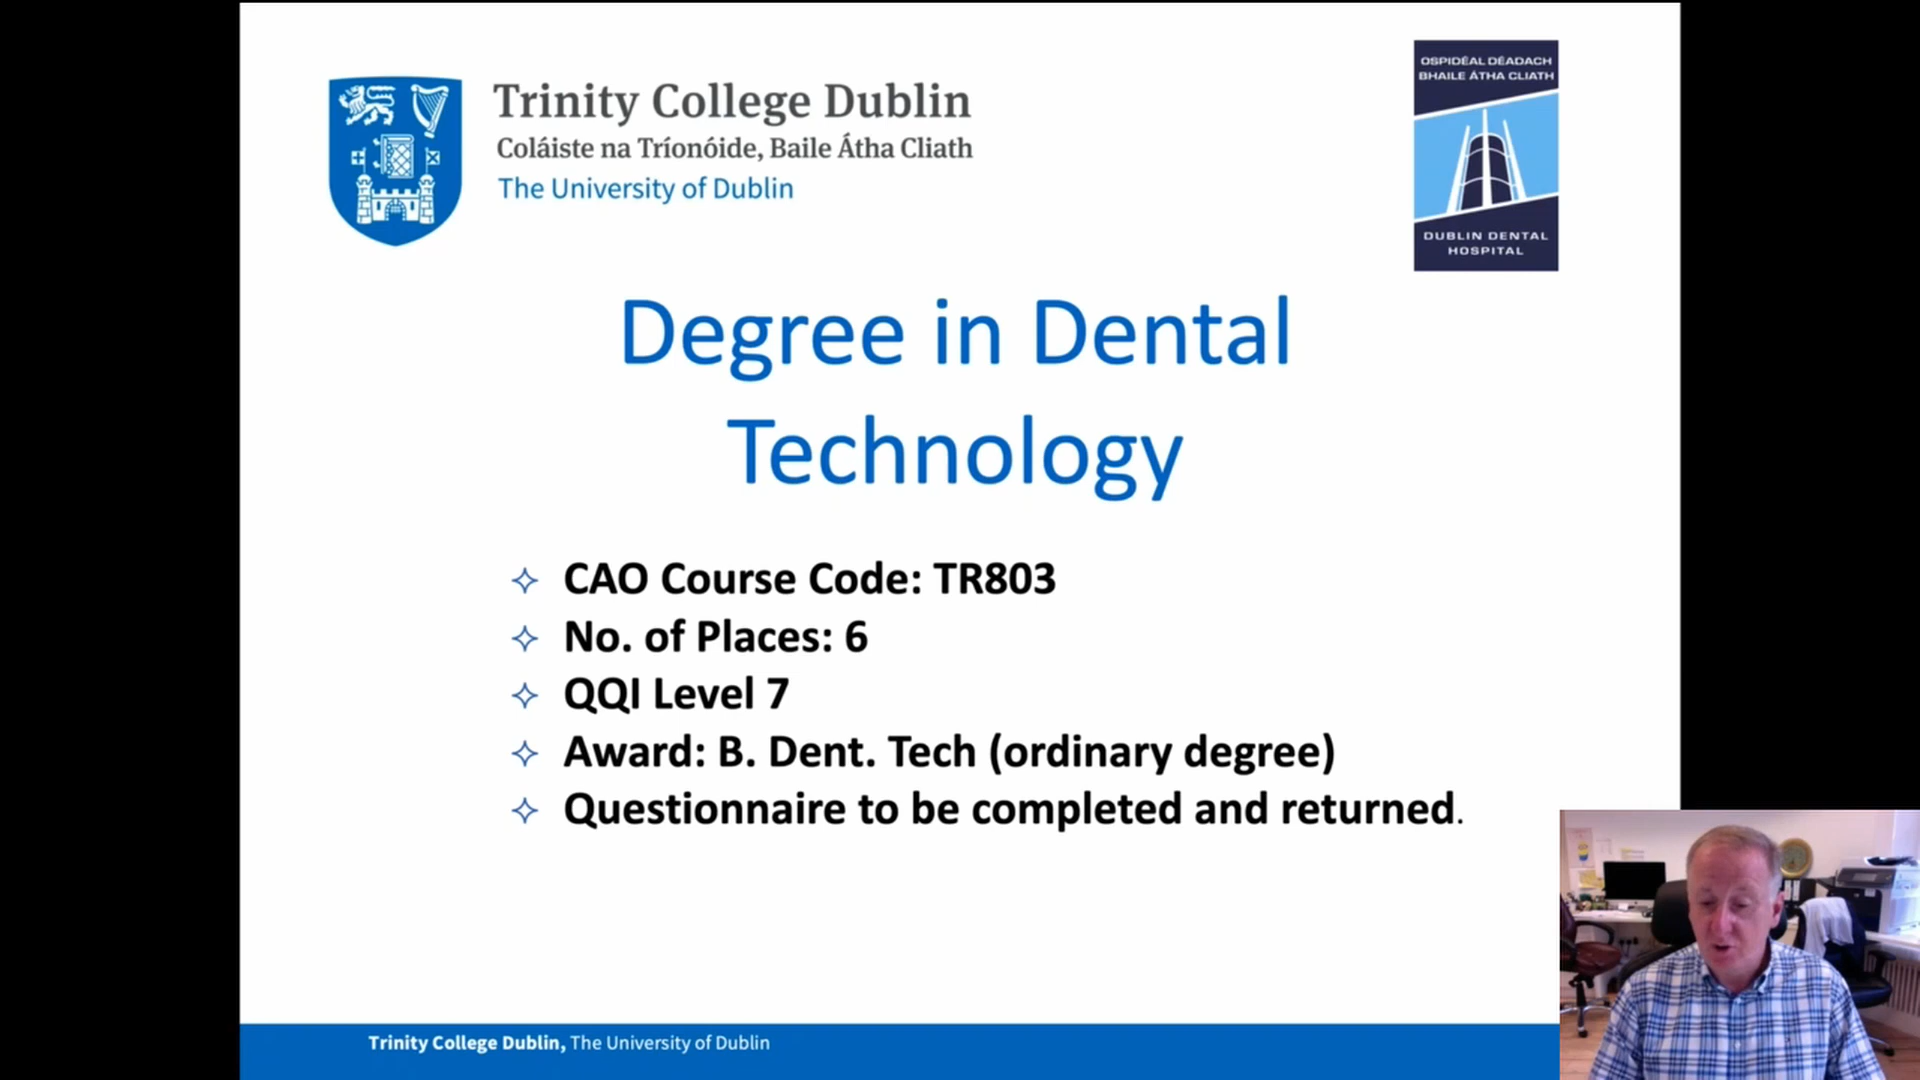 Trinity College Dublin
Coláiste na Tríonóide, Baile Átha Cliath
The University of Dublin
OSPIDÉAL DÉADACH
BHAILE ÁTHA CLIATH
DUBLIN DENTAL
HOSPITAL
Degree in Dental
Technology
CAO Course Code: TR803
No. of Places: 6
QQI Level 7
Award: B. Dent. Tech (ordinary degree)
Questionnaire to be completed and returned.
Trinity College Dublin, The University of Dublin